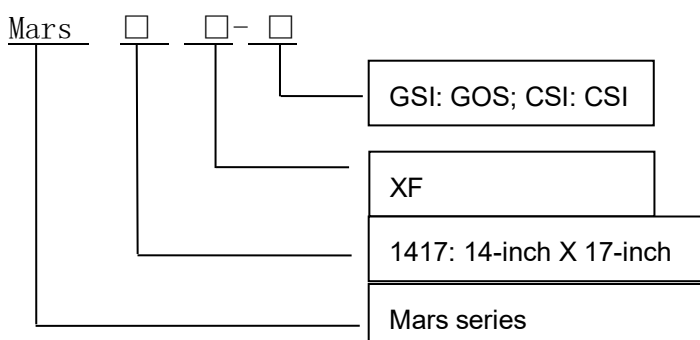 Mars □ □-□
GSI: GOS; CSI: CSI
XF
1417: 14-inch X 17-inch
Mars series